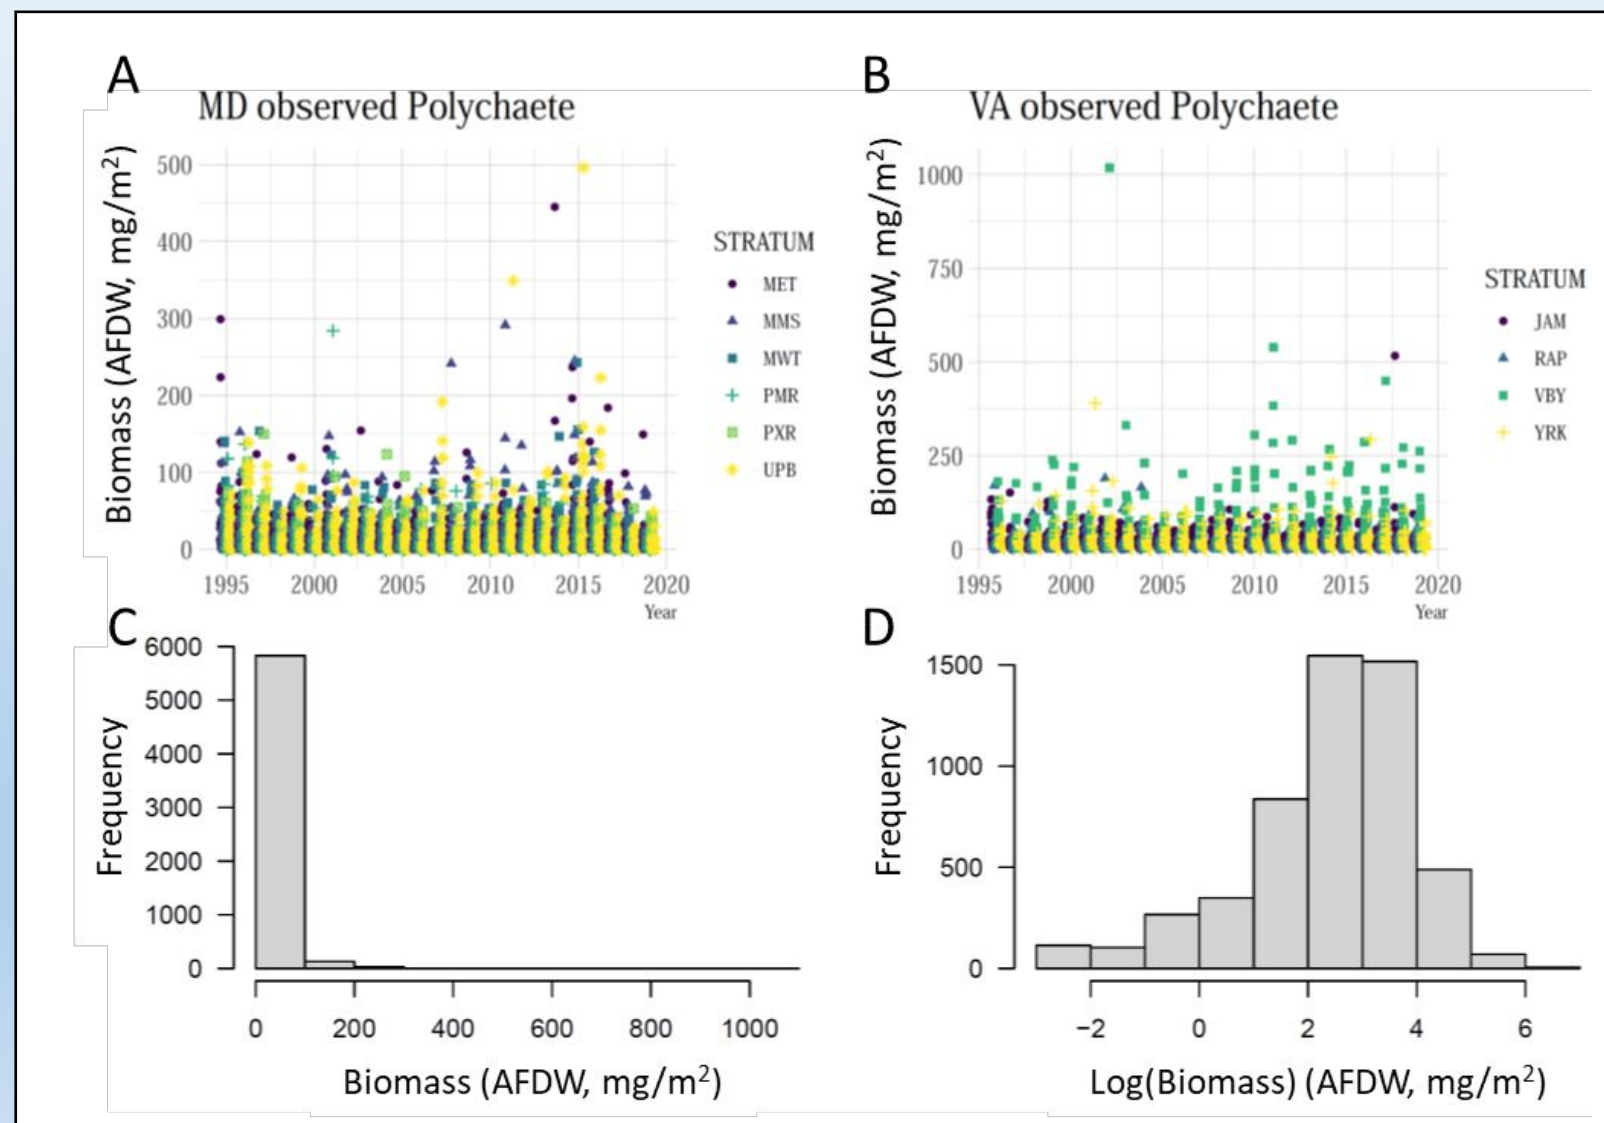 A
MD observed Polychaete
Biomass (AFDW, mg/m²)
500
400
300
200
100
0
1995 2000 2005 2010 2015 2020
Year
STRATUM
MET
MMS
MWT
PMR
PXR
UPB
B
VA observed Polychaete
Biomass (AFDW, mg/m²)
1000
750
500
250
0
1995 2000 2005 2010 2015 2020
Year
STRATUM
JAM
RAP
VBY
YRK
C
Frequency
6000
5000
4000
3000
2000
1000
0
0 200 400 600 800 1000
Biomass (AFDW, mg/m²)
D
Frequency
1500
1000
500
0
−2 0 2 4 6
Log(Biomass) (AFDW, mg/m²)